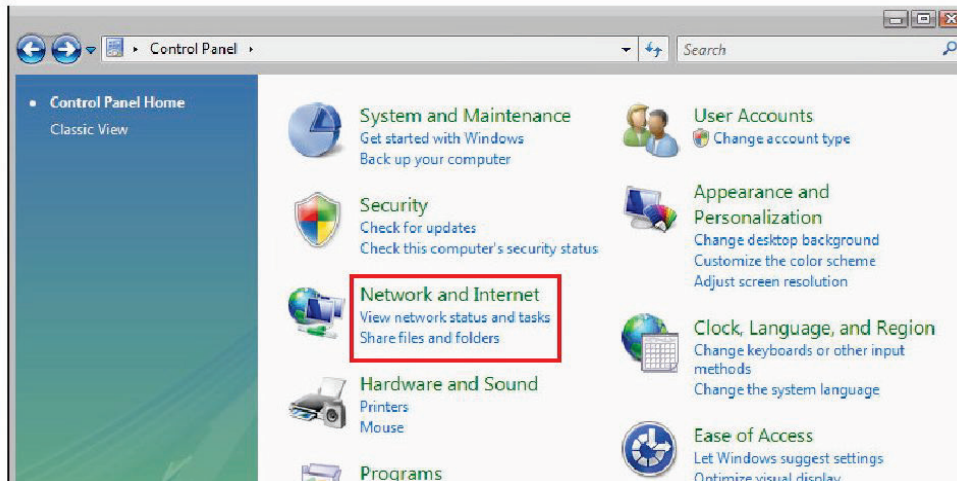 Control Panel
Search
Control Panel Home
Classic View
System and Maintenance
Get started with Windows
Back up your computer
Security
Check for updates
Check this computer's security status
Network and Internet
View network status and tasks
Share files and folders
Hardware and Sound
Printers
Mouse
Programs
User Accounts
Change account type
Appearance and
Personalization
Change desktop background
Customize the color scheme
Adjust screen resolution
Clock, Language, and Region
Change keyboards or other input
methods
Change the system language
Ease of Access
Let Windows suggest settings
Optimize visual display